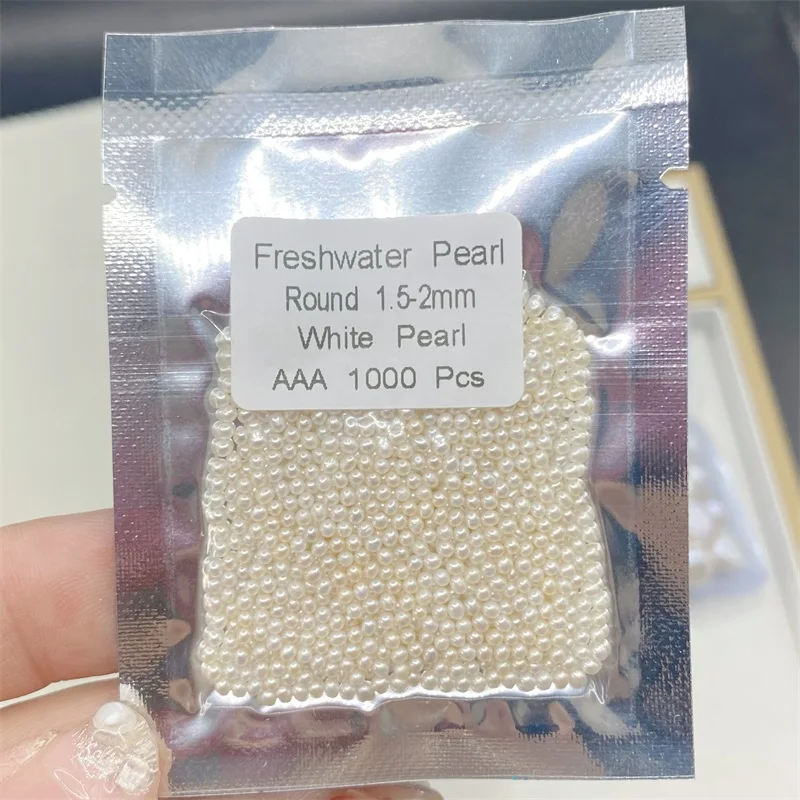 Freshwater Pearl
Round 1.5-2mm
White Pearl
AAA 1000 Pcs